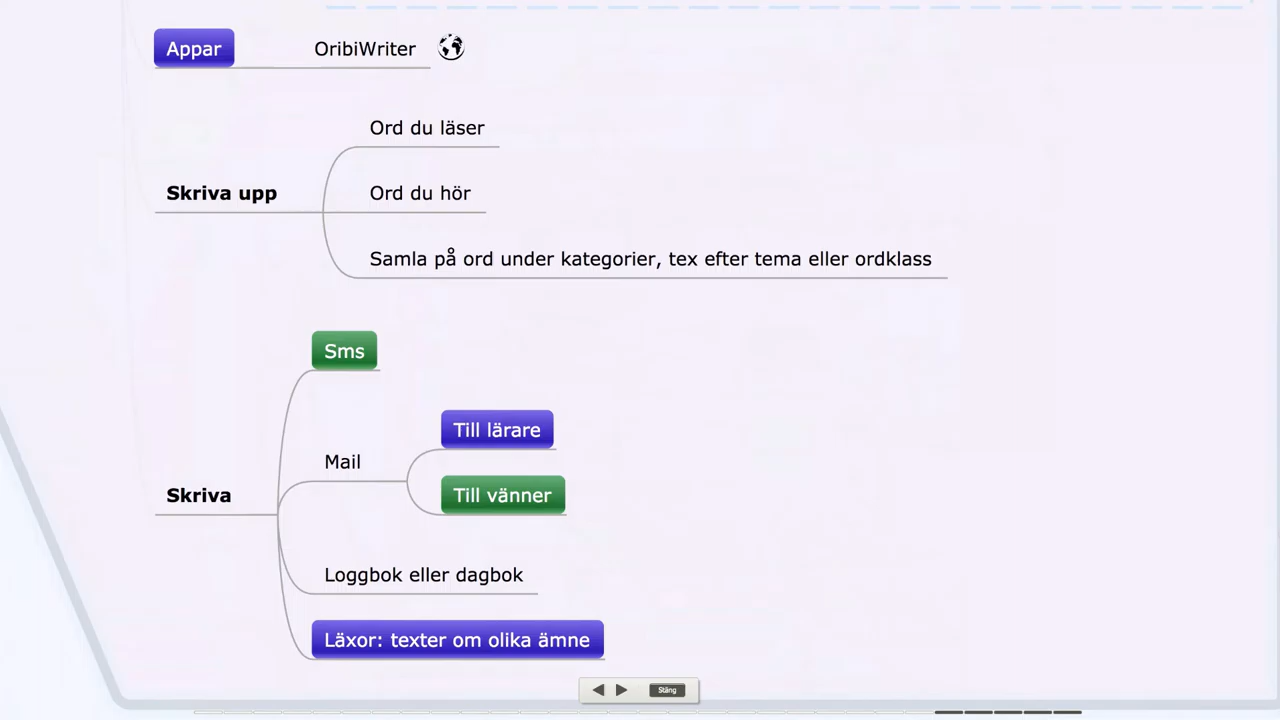 Appar
OribiWriter
Ord du läser
Skriva upp
Ord du hör
Samla på ord under kategorier, tex efter tema eller ordklass
Sms
Till lärare
Mail
Till vänner
Skriva
Loggbok eller dagbok
Läxor: texter om olika ämne
Stäng